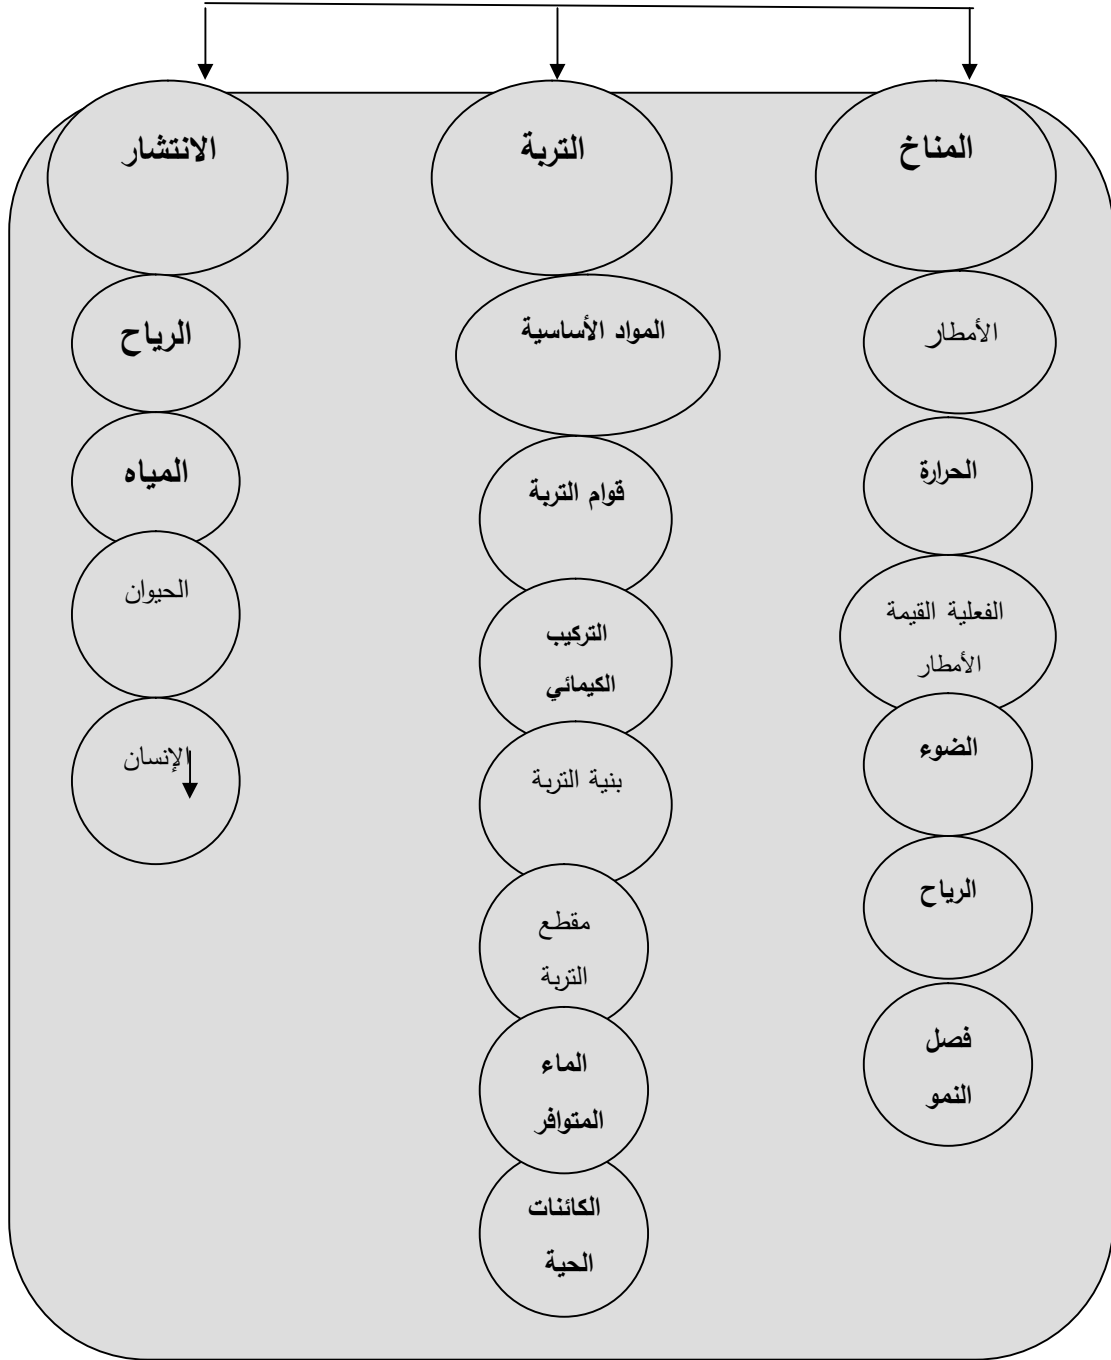 المناخ
الأمطار
الحرارة
الفعلية القيمة
الأمطار
الضوء
الرياح
فصل
النمو
التربة
المواد الأساسية
قوام التربة
التركيب
الكيمائي
بنية التربة
مقطع
التربة
الماء
المتوافر
الكائنات
الحية
الانتشار
الرياح
المياه
الحيوان
الإنسان